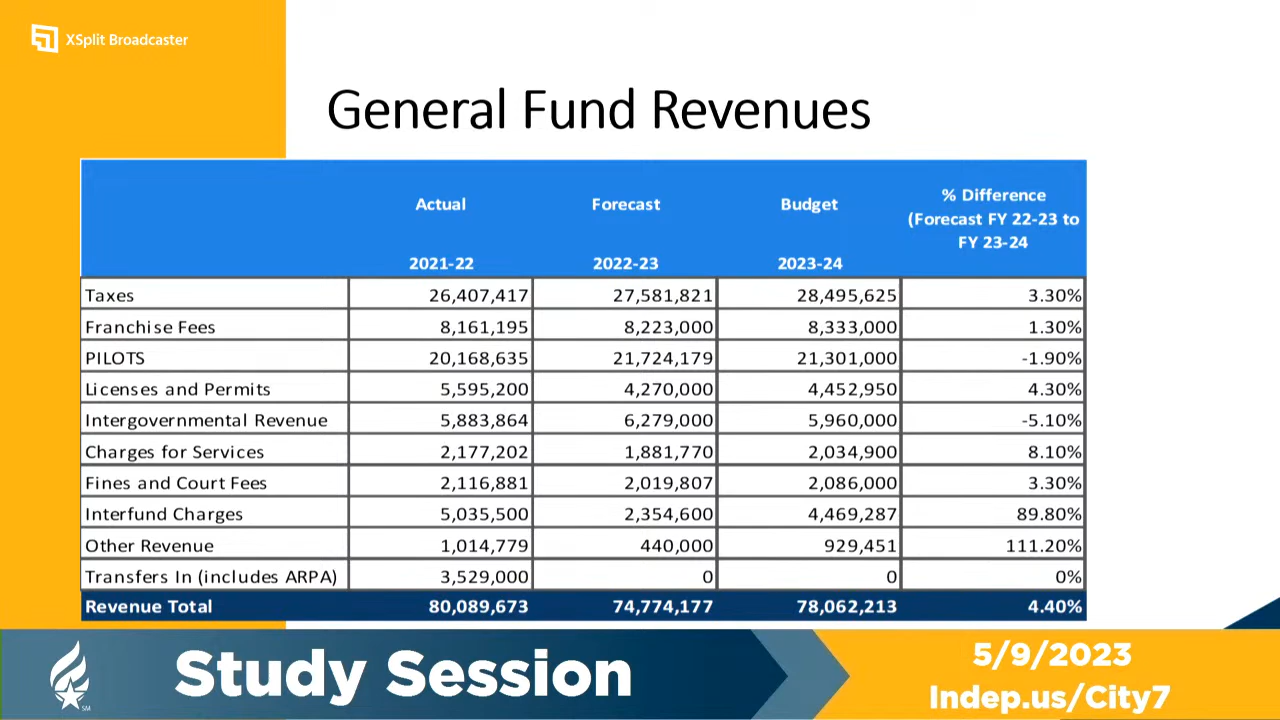 XSplit Broadcaster
General Fund Revenues
Actual Forecast Budget % Difference
(Forecast FY 22-23 to
2021-22 2022-23 2023-24 FY 23-24
Taxes 26,407,417 27,581,821 28,495,625 3.30%
Franchise Fees 8,161,195 8,223,000 8,333,000 1.30%
PILOTS 20,168,635 21,724,179 21,301,000 -1.90%
Licenses and Permits 5,595,200 4,270,000 4,452,950 4.30%
Intergovernmental Revenue 5,883,864 6,279,000 5,960,000 -5.10%
Charges for Services 2,177,202 1,881,770 2,034,900 8.10%
Fines and Court Fees 2,116,881 2,019,807 2,086,000 3.30%
Interfund Charges 5,035,500 2,354,600 4,469,287 89.80%
Other Revenue 1,014,779 440,000 929,451 111.20%
Transfers In (includes ARPA) 3,529,000 0 0 0%
Revenue Total 80,089,673 74,774,177 78,062,213 4.40%
Study Session
5/9/2023
Indep.us/City7
SM